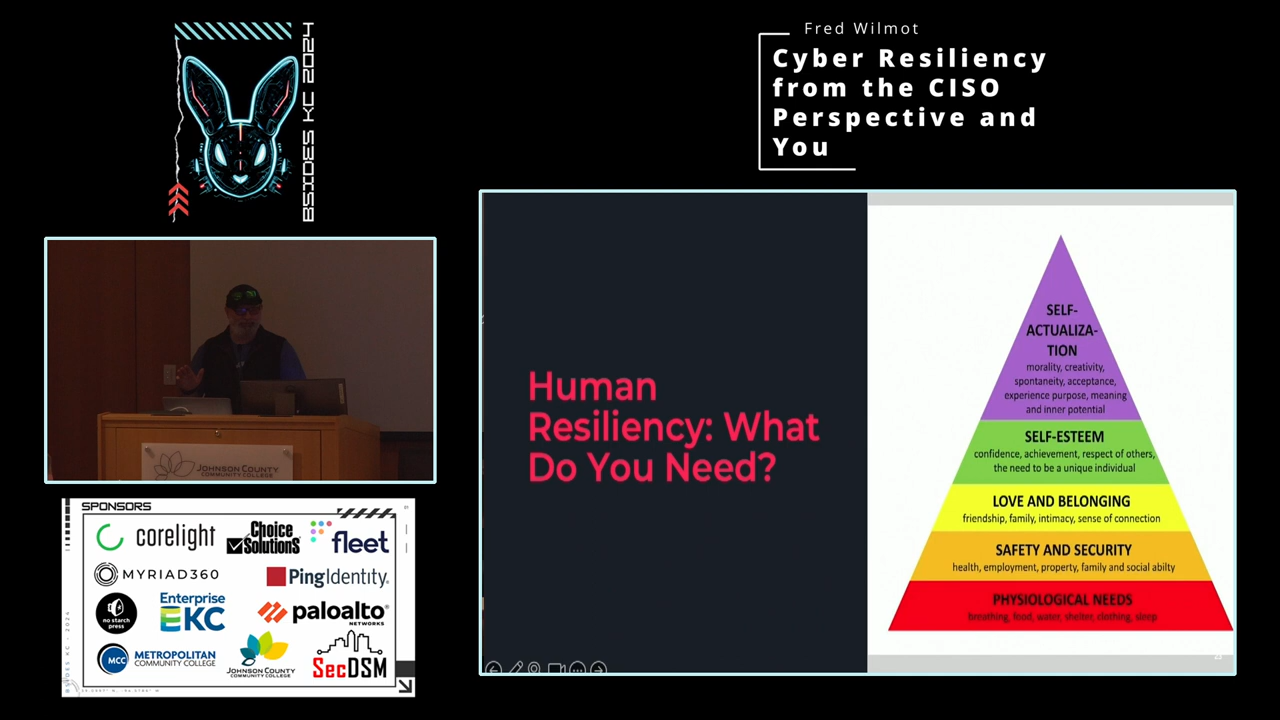 Fred Wilmot
Cyber Resiliency
from the CISO
Perspective and
You
BSIDES KC 2024
JOHNSON COUNTY
COMMUNITY COLLEGE
SPONSORS
corelight
Choice
Solutions
fleet
MYRIAD360
PingIdentity.
no starch
press
Enterprise
KC
paloalto
NETWORKS
MCC
METROPOLITAN
COMMUNITY COLLEGE
JOHNSON COUNTY
COMMUNITY COLLEGE
SecDSM
BSIDES KC - 2024
Human
Resiliency: What
Do You Need?
SELF-
ACTUALIZA-
TION
morality, creativity,
spontaneity, acceptance,
experience purpose, meaning
and inner potential
SELF-ESTEEM
confidence, achievement, respect of others,
the need to be a unique individual
LOVE AND BELONGING
friendship, family, intimacy, sense of connection
SAFETY AND SECURITY
health, employment, property, family and social abilty
PHYSIOLOGICAL NEEDS
breathing, food, water, shelter, clothing, sleep